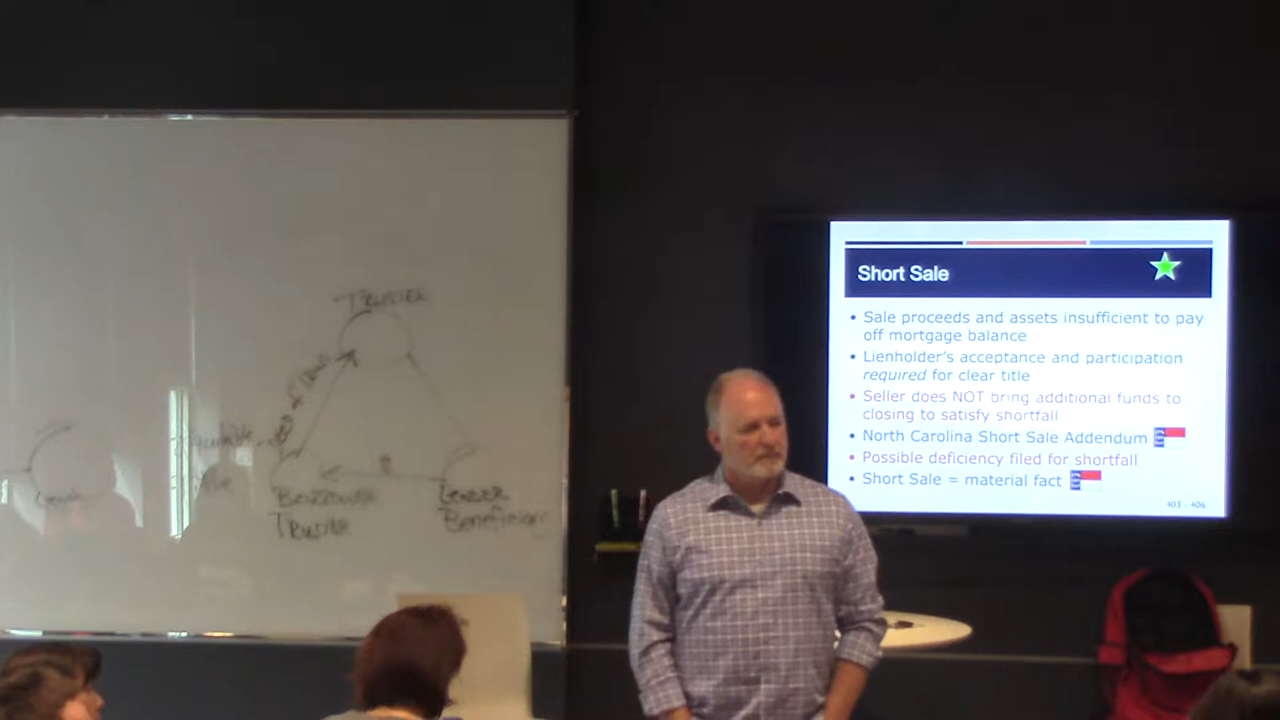 TRUSTEE
BORROWER
Lender
Beneficiary
Short Sale
• Sale proceeds and assets insufficient to pay
off mortgage balance
• Lienholder's acceptance and participation
required for clear title
• Seller does NOT bring additional funds to
closing to satisfy shortfall
• North Carolina Short Sale Addendum
• Possible deficiency filed for shortfall
• Short Sale = material fact
403 - 406